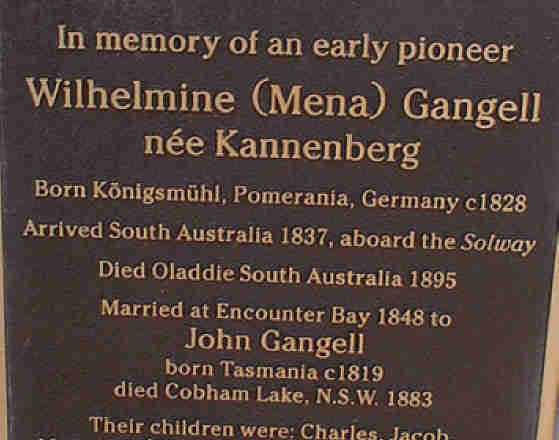 In memory of an early pioneer
Wilhelmine (Mena) Gangell
née Kannenberg
Born Kőnigsmühl, Pomerania, Germany c1828
Arrived South Australia 1837, aboard the Solway
Died Oladdie South Australia 1895
Married at Encounter Bay 1848 to
John Gangell
born Tasmania c1819
died Cobham Lake, N.S.W. 1883
Their children were: Charles, Jacob